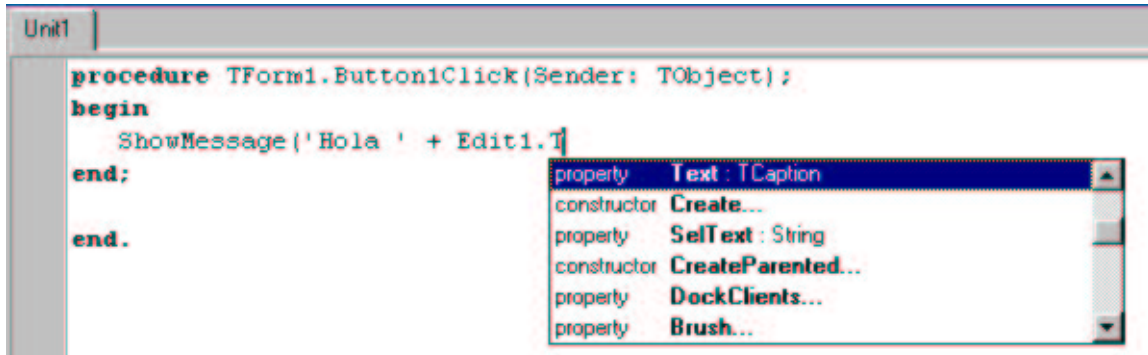 Unit1
procedure TForm1.Button1Click(Sender: TObject);
begin
ShowMessage('Hola ' + Edit1.T
end;
end.
property Text : TCaption
constructor Create...
property SelText : String
constructor CreateParented...
property DockClients...
property Brush...